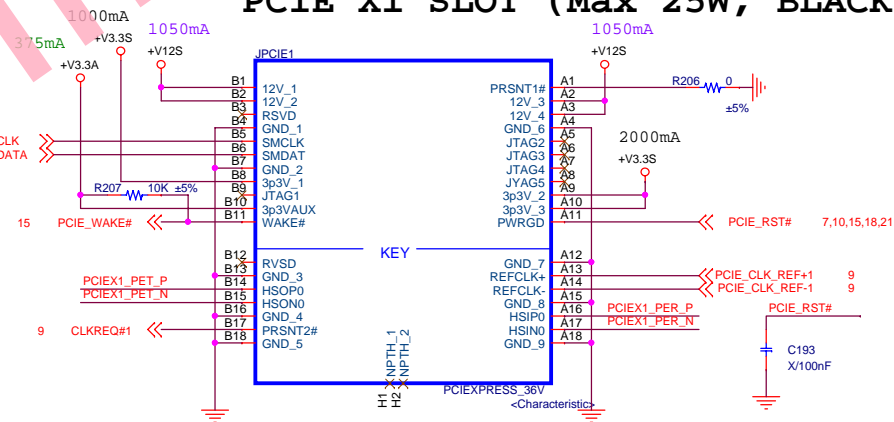 PCIE X1 SLOT (Max 25W, BLACK
1000mA
375mA
1050mA
1050mA
+V3.3S
+V12S
+V12S
+V3.3A
JPCIE1
B1 12V_1
B2 12V_2
B3 RSVD
B4 GND_1
CLK B5 SMCLK
DATA B6 SMDAT
B7 GND_2
B8 3p3V_1
R207 10K ±5% B9 JTAG1
B10 3p3VAUX
15 PCIE_WAKE# B11 WAKE#
PRSNT1# A1 R206 0
±5%
12V_3 A2
12V_4 A3
GND_6 A4
JTAG2 A5
JTAG3 A6
JTAG4 A7
JYAG5 A8
3p3V_2 A9
3p3V_3 A10
PWRGD A11 PCIE_RST# 7,10,15,18,21
2000mA
+V3.3S
KEY
B12 RVSD
B13 GND_3
PCIEX1_PET_P B14 HSOP0
PCIEX1_PET_N B15 HSON0
B16 GND_4
9 CLKREQ#1 B17 PRSNT2#
B18 GND_5
GND_7 A12
REFCLK+ A13 PCIE_CLK_REF+1 9
REFCLK- A14 PCIE_CLK_REF-1 9
GND_8 A15
HSIP0 A16 PCIEX1_PER_P
HSIN0 A17 PCIEX1_PER_N
GND_9 A18
PCIE_RST#
C193
X/100nF
NPTH_1
NPTH_2
H1
H2
PCIEXPRESS_36V
<Characteristic>